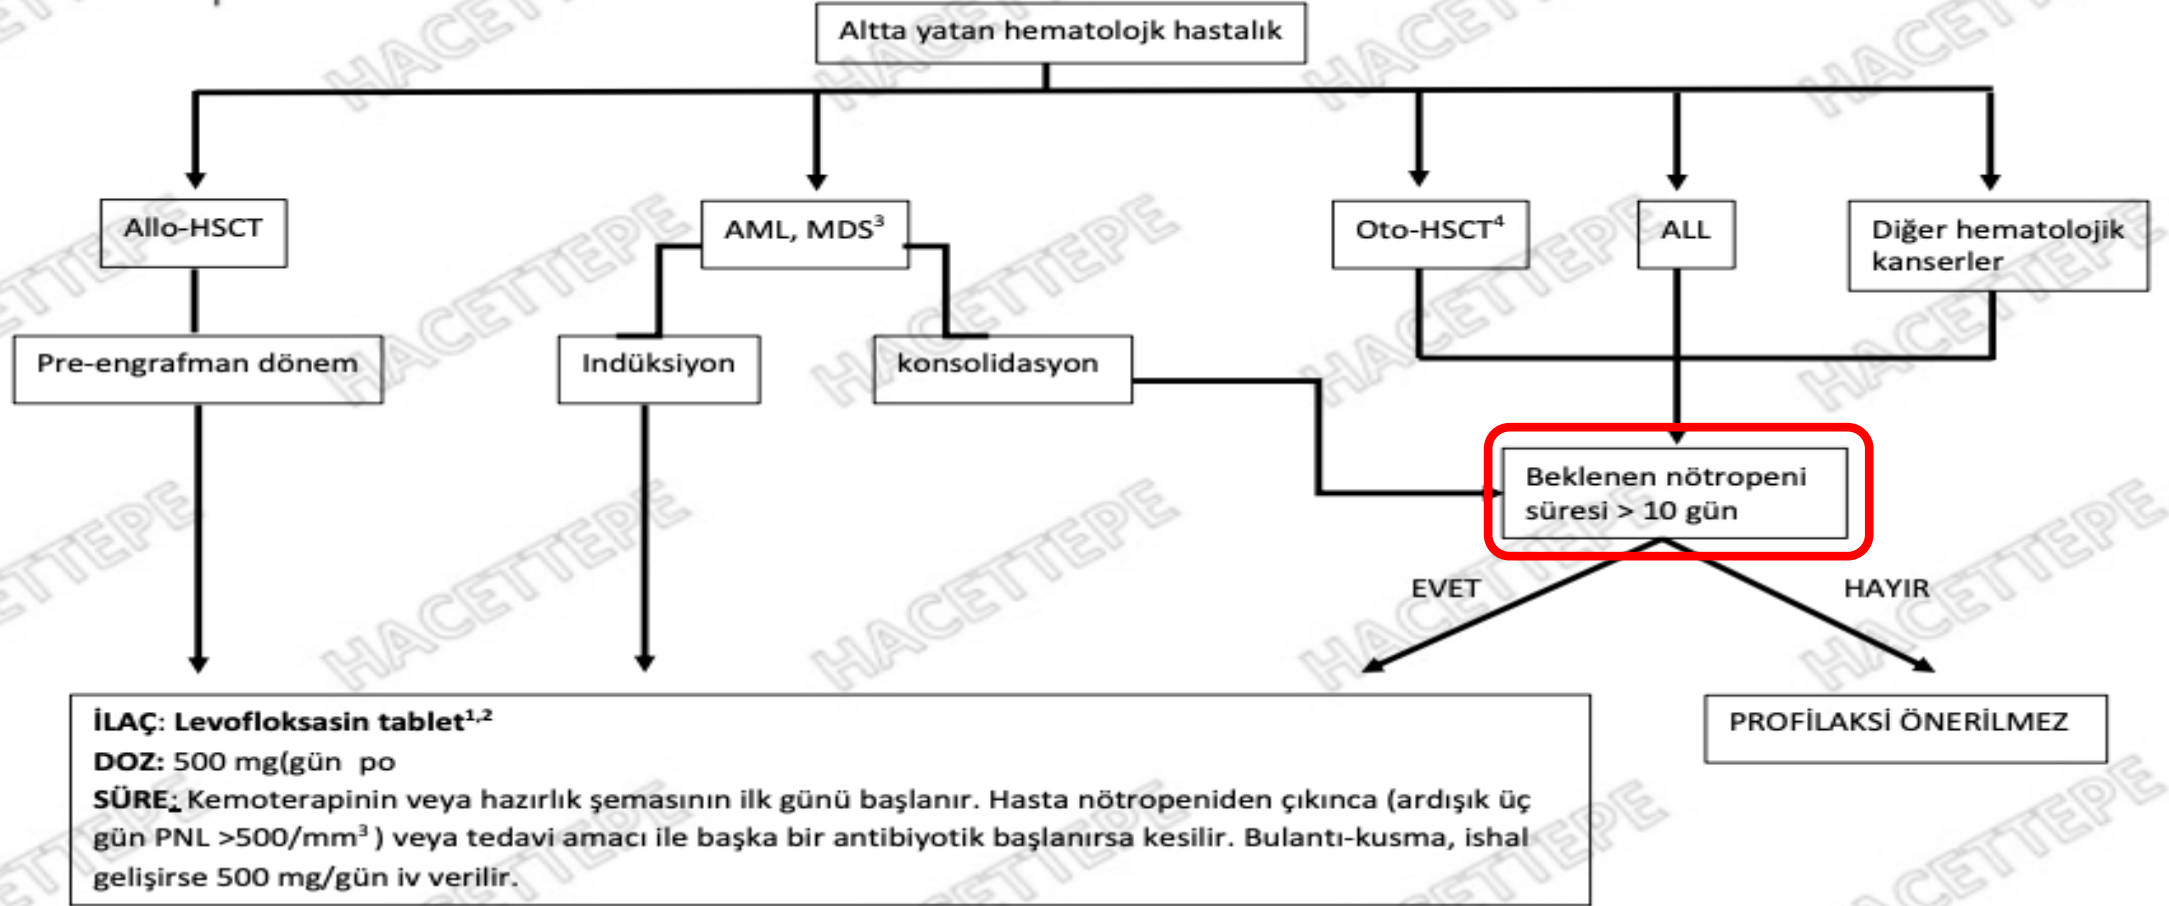 Altta yatan hematolojk hastalık
Allo-HSCT
AML, MDS³
Oto-HSCT⁴
ALL
Diğer hematolojik
kanserler
Pre-engrafman dönem
Indüksiyon
konsolidasyon
Beklenen nötropeni
süresi > 10 gün
EVET
HAYIR
İLAÇ: Levofloksasin tablet¹,²
DOZ: 500 mg(gün po
SÜRE: Kemoterapinin veya hazırlık şemasının ilk günü başlanır. Hasta nötropeniden çıkınca (ardışık üç
gün PNL >500/mm³ ) veya tedavi amacı ile başka bir antibiyotik başlanırsa kesilir. Bulantı-kusma, ishal
gelişirse 500 mg/gün iv verilir.
PROFİLAKSİ ÖNERİLMEZ
HACETTEPE